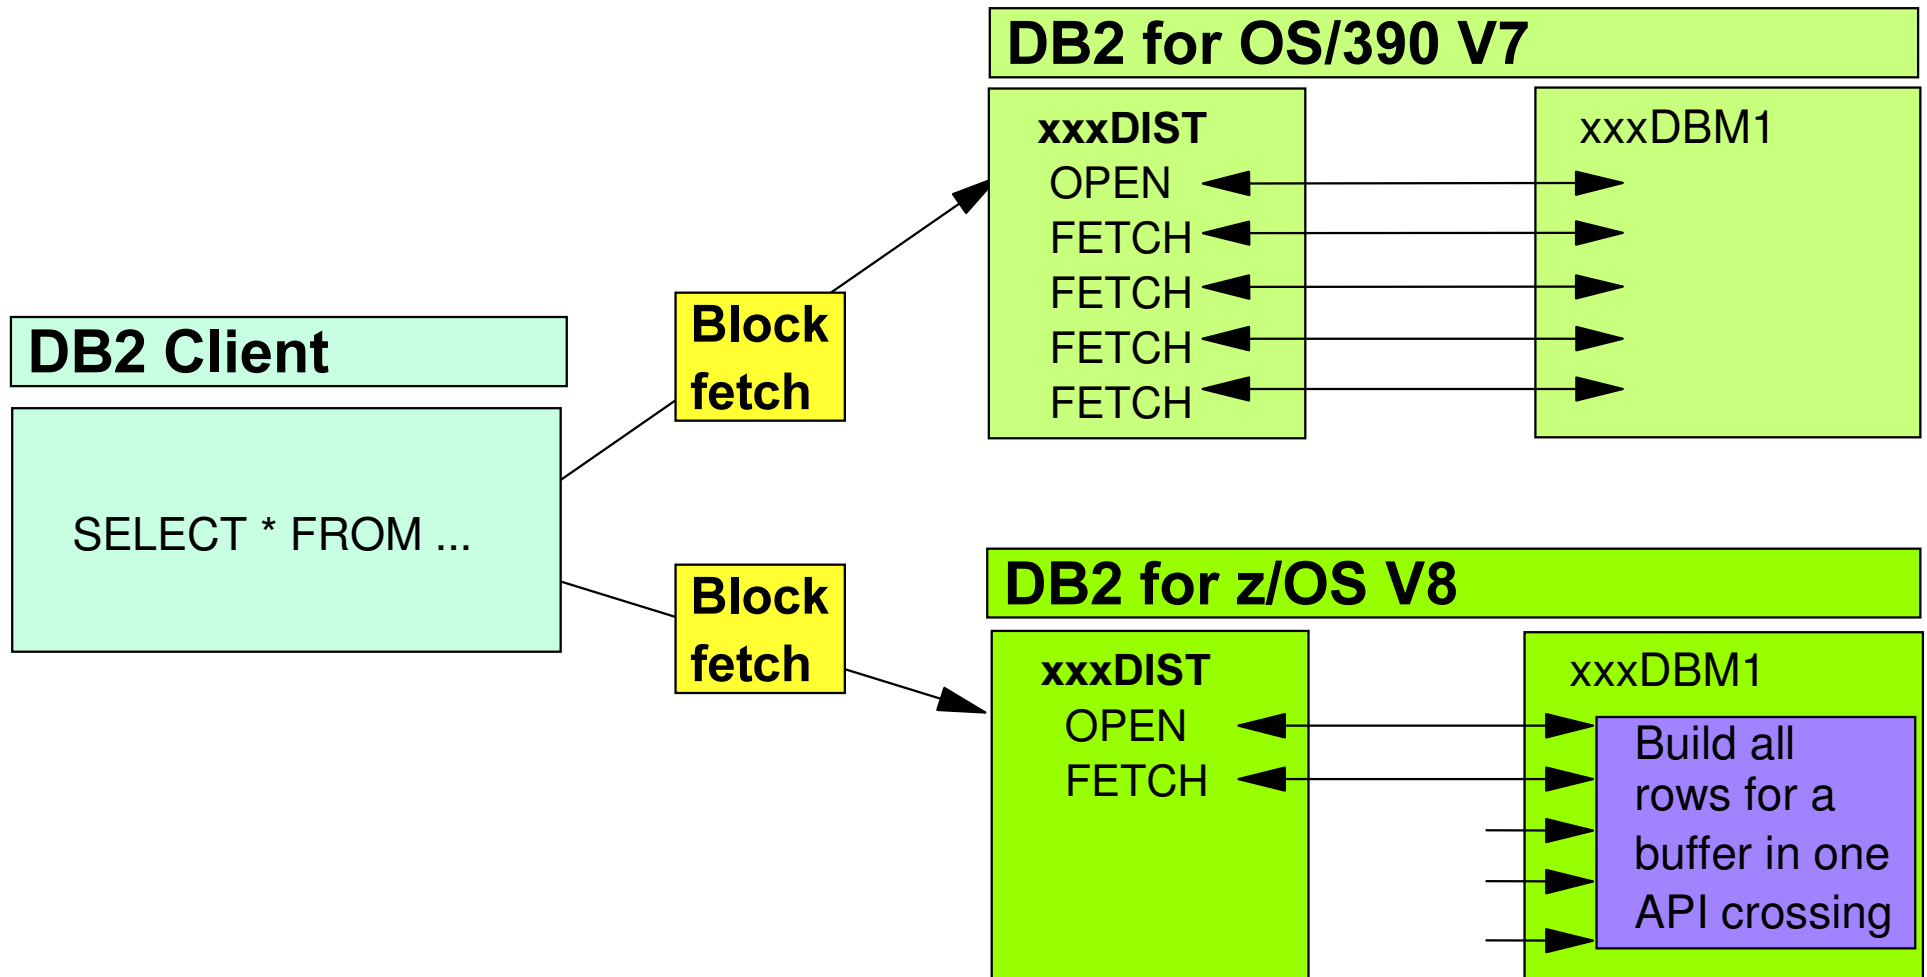 DB2 for OS/390 V7
xxxDIST
OPEN
FETCH
FETCH
FETCH
FETCH
xxxDBM1
DB2 Client
SELECT * FROM ...
Block
fetch
Block
fetch
DB2 for z/OS V8
xxxDIST
OPEN
FETCH
xxxDBM1
Build all
rows for a
buffer in one
API crossing